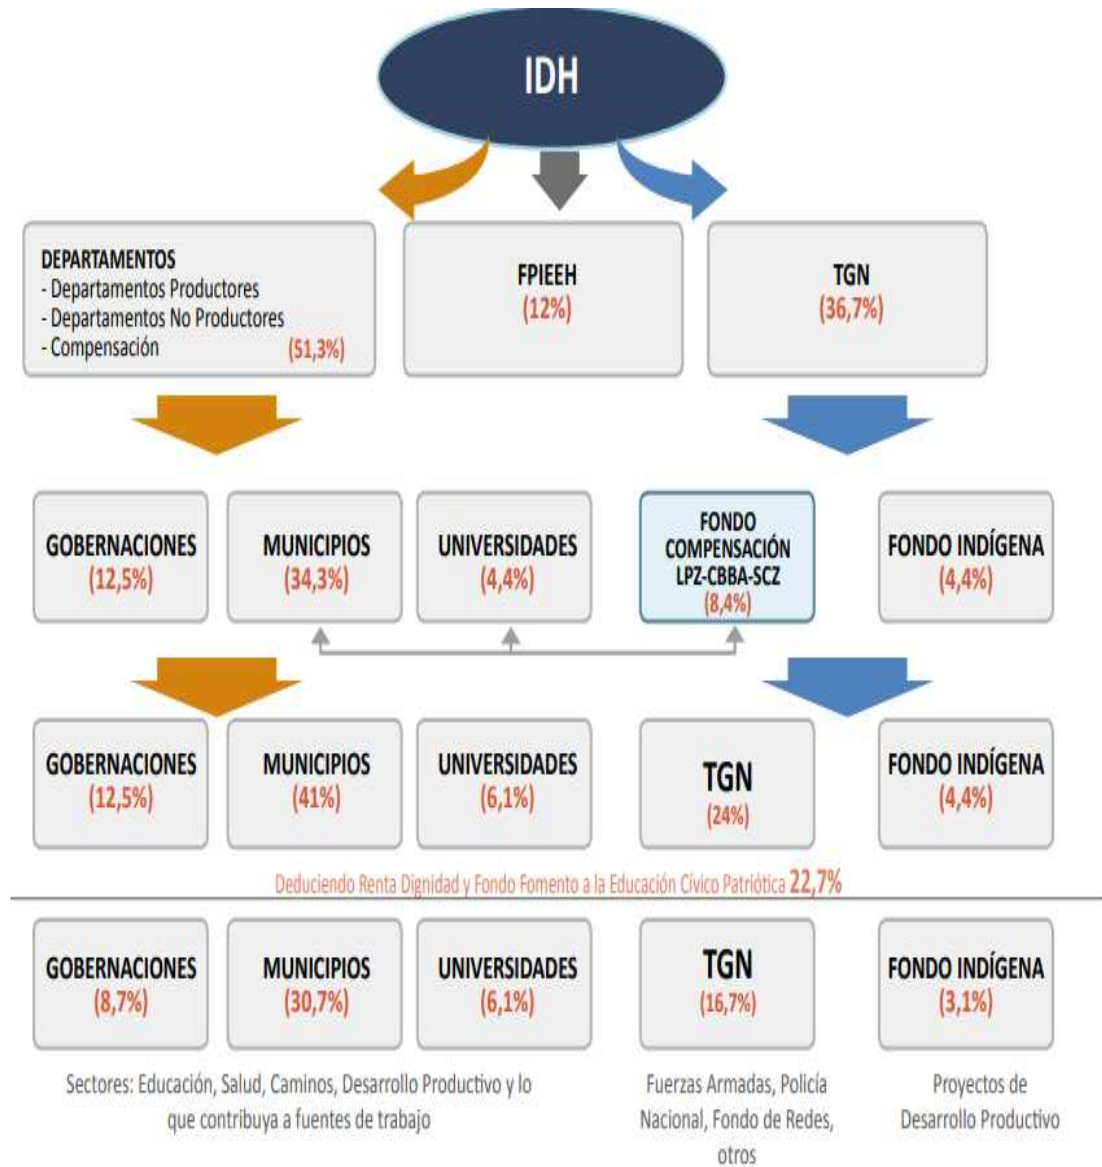 IDH
DEPARTAMENTOS
- Departamentos Productores
- Departamentos No Productores
- Compensación (51,3%)
FPIEEH
(12%)
TGN
(36,7%)
GOBERNACIONES
(12,5%)
MUNICIPIOS
(34,3%)
UNIVERSIDADES
(4,4%)
FONDO
COMPENSACIÓN
LPZ-CBBA-SCZ
(8,4%)
FONDO INDÍGENA
(4,4%)
GOBERNACIONES
(12,5%)
MUNICIPIOS
(41%)
UNIVERSIDADES
(6,1%)
TGN
(24%)
FONDO INDÍGENA
(4,4%)
Deduciendo Renta Dignidad y Fondo Fomento a la Educación Cívico Patriótica 22,7%
GOBERNACIONES
(8,7%)
MUNICIPIOS
(30,7%)
UNIVERSIDADES
(6,1%)
TGN
(16,7%)
FONDO INDÍGENA
(3,1%)
Sectores: Educación, Salud, Caminos, Desarrollo Productivo y lo
que contribuya a fuentes de trabajo
Fuerzas Armadas, Policía
Nacional, Fondo de Redes,
otros
Proyectos de
Desarrollo Productivo